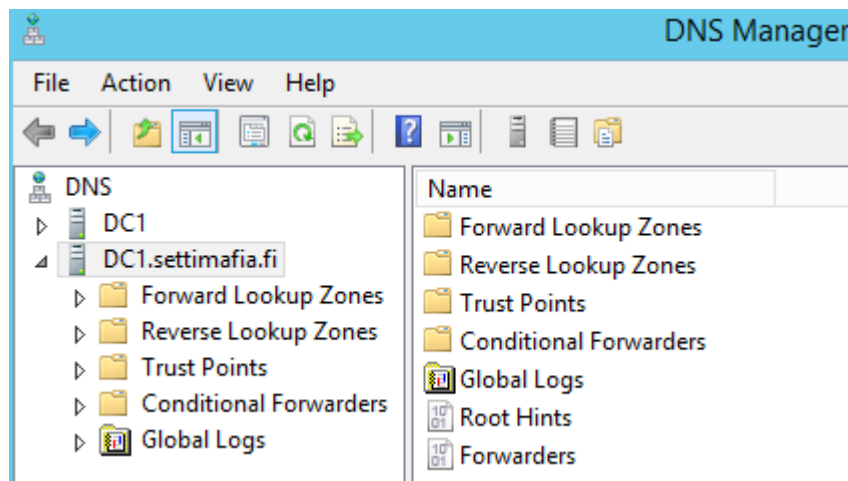 DNS Manager
File Action View Help
DNS
DC1
DC1.settimafia.fi
Forward Lookup Zones
Reverse Lookup Zones
Trust Points
Conditional Forwarders
Global Logs
Name
Forward Lookup Zones
Reverse Lookup Zones
Trust Points
Conditional Forwarders
Global Logs
Root Hints
Forwarders